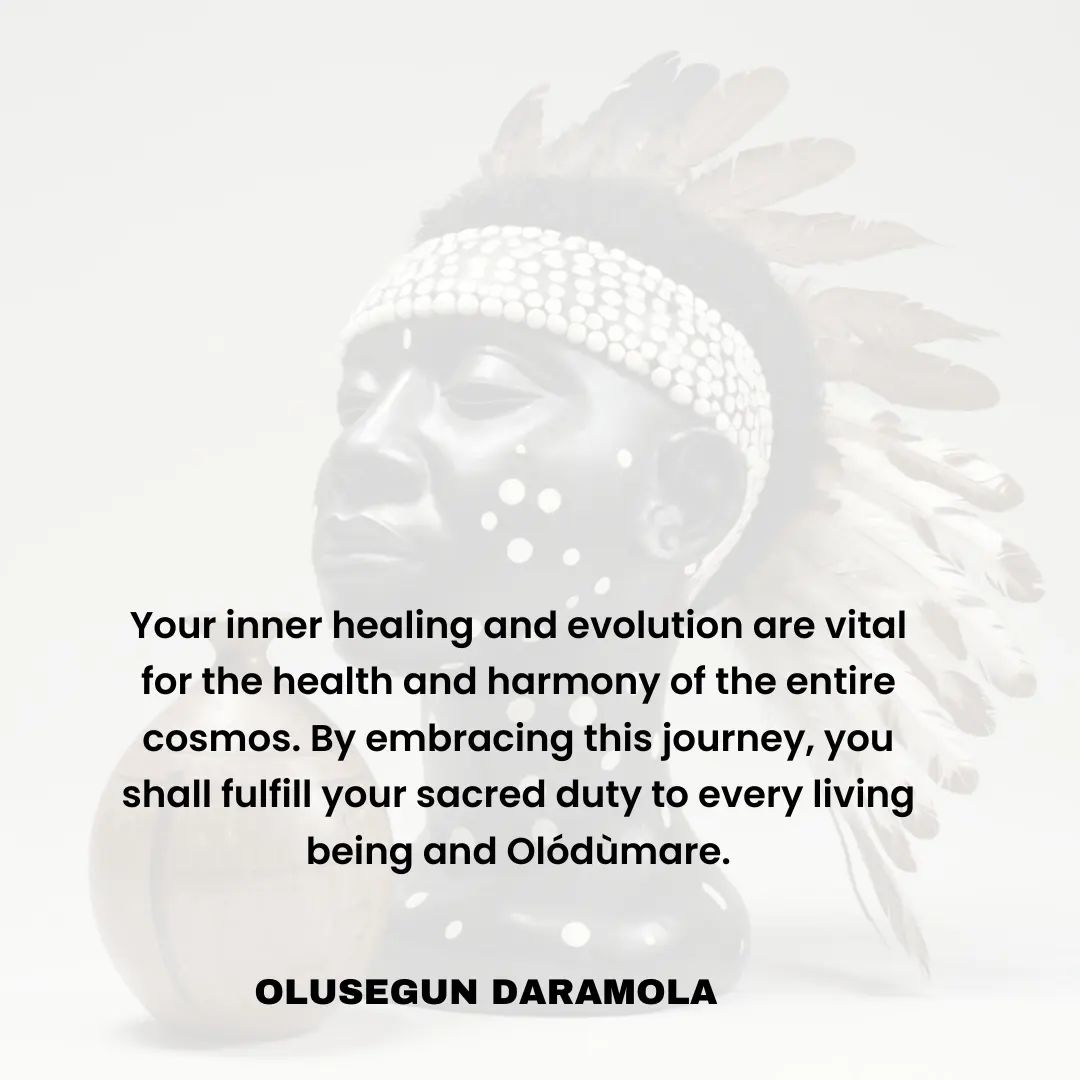 Your inner healing and evolution are vital
for the health and harmony of the entire
cosmos. By embracing this journey, you
shall fulfill your sacred duty to every living
being and Olódùmare.
OLUSEGUN DARAMOLA